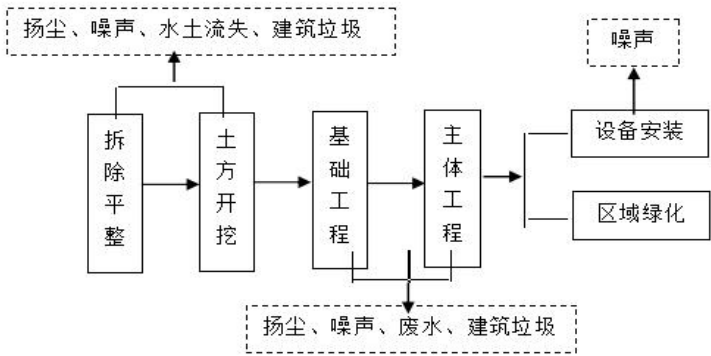 扬尘、噪声、水土流失、建筑垃圾
噪声
拆除平整
土方开挖
基础工程
主体工程
设备安装
区域绿化
扬尘、噪声、废水、建筑垃圾